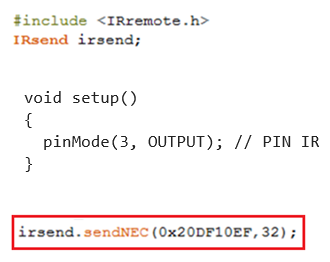 #include <IRremote.h>
IRsend irsend;
void setup()
{
pinMode(3, OUTPUT); // PIN IR
}
irsend.sendNEC(0x20DF10EF,32);